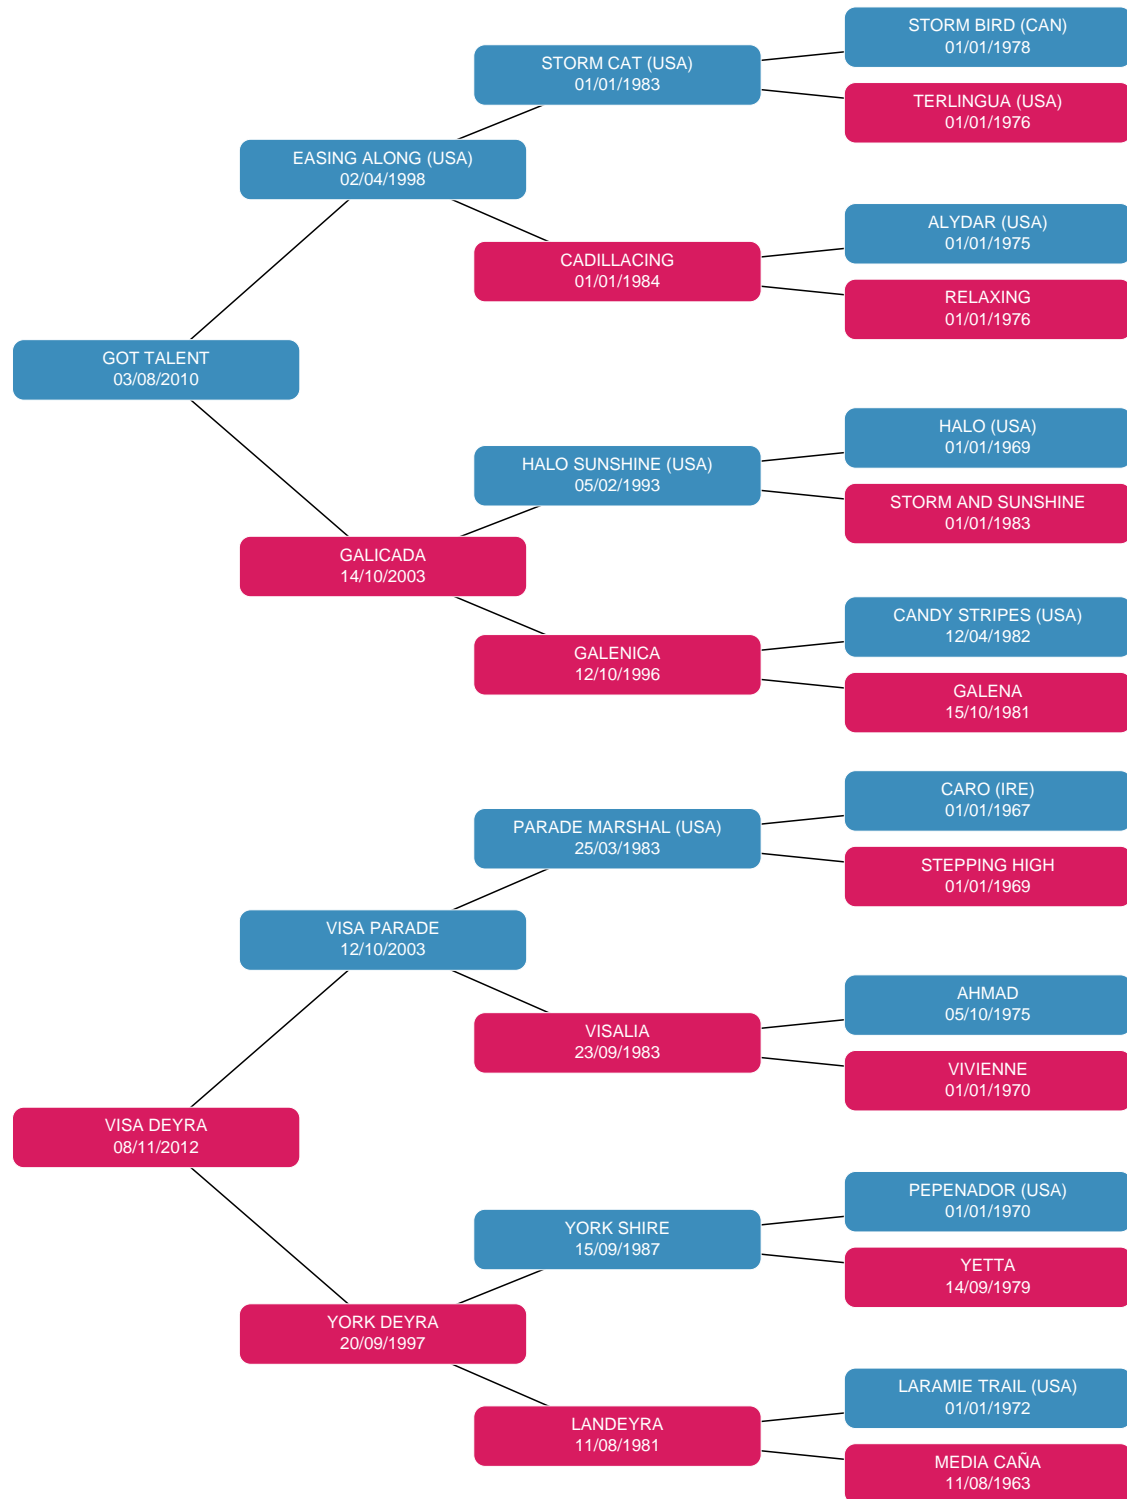 STORM BIRD (CAN)
01/01/1978
STORM CAT (USA)
01/01/1983
TERLINGUA (USA)
01/01/1976
EASING ALONG (USA)
02/04/1998
ALYDAR (USA)
01/01/1975
CADILLACING
01/01/1984
RELAXING
01/01/1976
GOT TALENT
03/08/2010
HALO (USA)
01/01/1969
HALO SUNSHINE (USA)
05/02/1993
STORM AND SUNSHINE
01/01/1983
GALICADA
14/10/2003
CANDY STRIPES (USA)
12/04/1982
GALENICA
12/10/1996
GALENA
15/10/1981
CARO (IRE)
01/01/1967
PARADE MARSHAL (USA)
25/03/1983
STEPPING HIGH
01/01/1969
VISA PARADE
12/10/2003
AHMAD
05/10/1975
VISALIA
23/09/1983
VIVIENNE
01/01/1970
VISA DEYRA
08/11/2012
PEPENADOR (USA)
01/01/1970
YORK SHIRE
15/09/1987
YETTA
14/09/1979
YORK DEYRA
20/09/1997
LARAMIE TRAIL (USA)
01/01/1972
LANDEYRA
11/08/1981
MEDIA CAÑA
11/08/1963